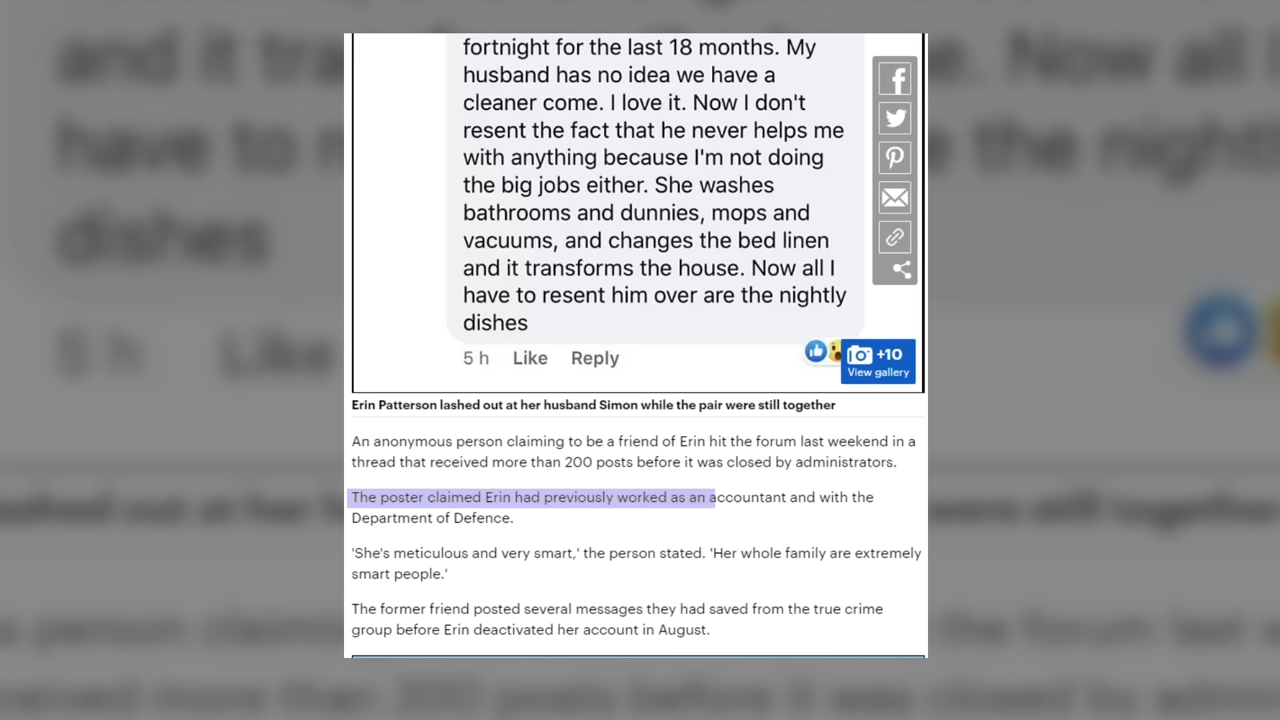 fortnight for the last 18 months. My
husband has no idea we have a
cleaner come. I love it. Now I don't
resent the fact that he never helps me
with anything because I'm not doing
the big jobs either. She washes
bathrooms and dunnies, mops and
vacuums, and changes the bed linen
and it transforms the house. Now all I
have to resent him over are the nightly
dishes
5 h Like Reply
+10
View gallery
Erin Patterson lashed out at her husband Simon while the pair were still together
An anonymous person claiming to be a friend of Erin hit the forum last weekend in a
thread that received more than 200 posts before it was closed by administrators.
The poster claimed Erin had previously worked as an accountant and with the
Department of Defence.
'She's meticulous and very smart,' the person stated. 'Her whole family are extremely
smart people.'
The former friend posted several messages they had saved from the true crime
group before Erin deactivated her account in August.